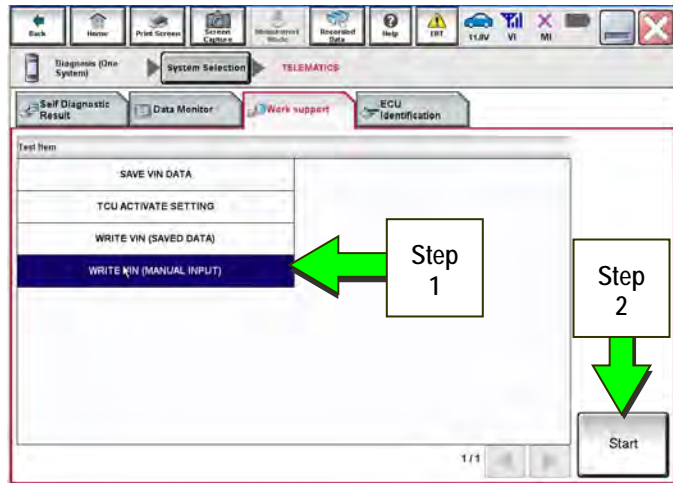 Back
Home
Print Screen
Screen Capture
Measurement Mode
Recorded Data
Help
ERT
11.8V
VI
MI
Diagnosis (One System)
System Selection
TELEMATICS
Self Diagnostic Result
Data Monitor
Work support
ECU Identification
Test Item
SAVE VIN DATA
TCU ACTIVATE SETTING
WRITE VIN (SAVED DATA)
WRITE VIN (MANUAL INPUT)
Step
1
Step
2
Start
1/1